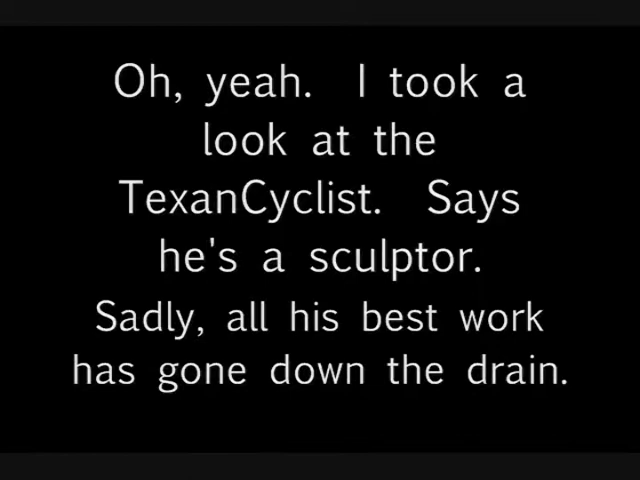 Oh, yeah.  I took a
look at the
TexanCyclist.  Says
he's a sculptor.
Sadly, all his best work
has gone down the drain.